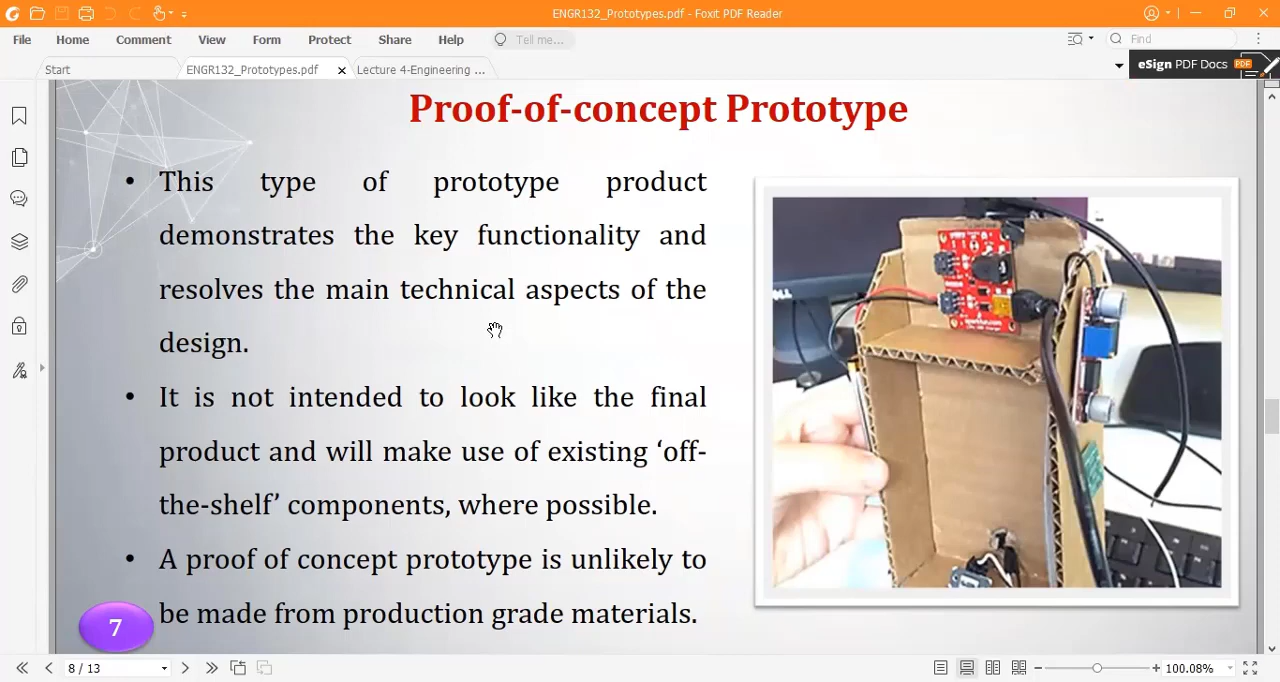 ENGR132_Prototypes.pdf - Foxit PDF Reader
File Home Comment View Form Protect Share Help Tell me... Find
Start ENGR132_Prototypes.pdf Lecture 4-Engineering ... eSign PDF Docs PDF
Proof-of-concept Prototype
• This type of prototype product
demonstrates the key functionality and
resolves the main technical aspects of the
design.
• It is not intended to look like the final
product and will make use of existing ‘off-
the-shelf’ components, where possible.
• A proof of concept prototype is unlikely to
be made from production grade materials.
7
8 / 13 100.08%